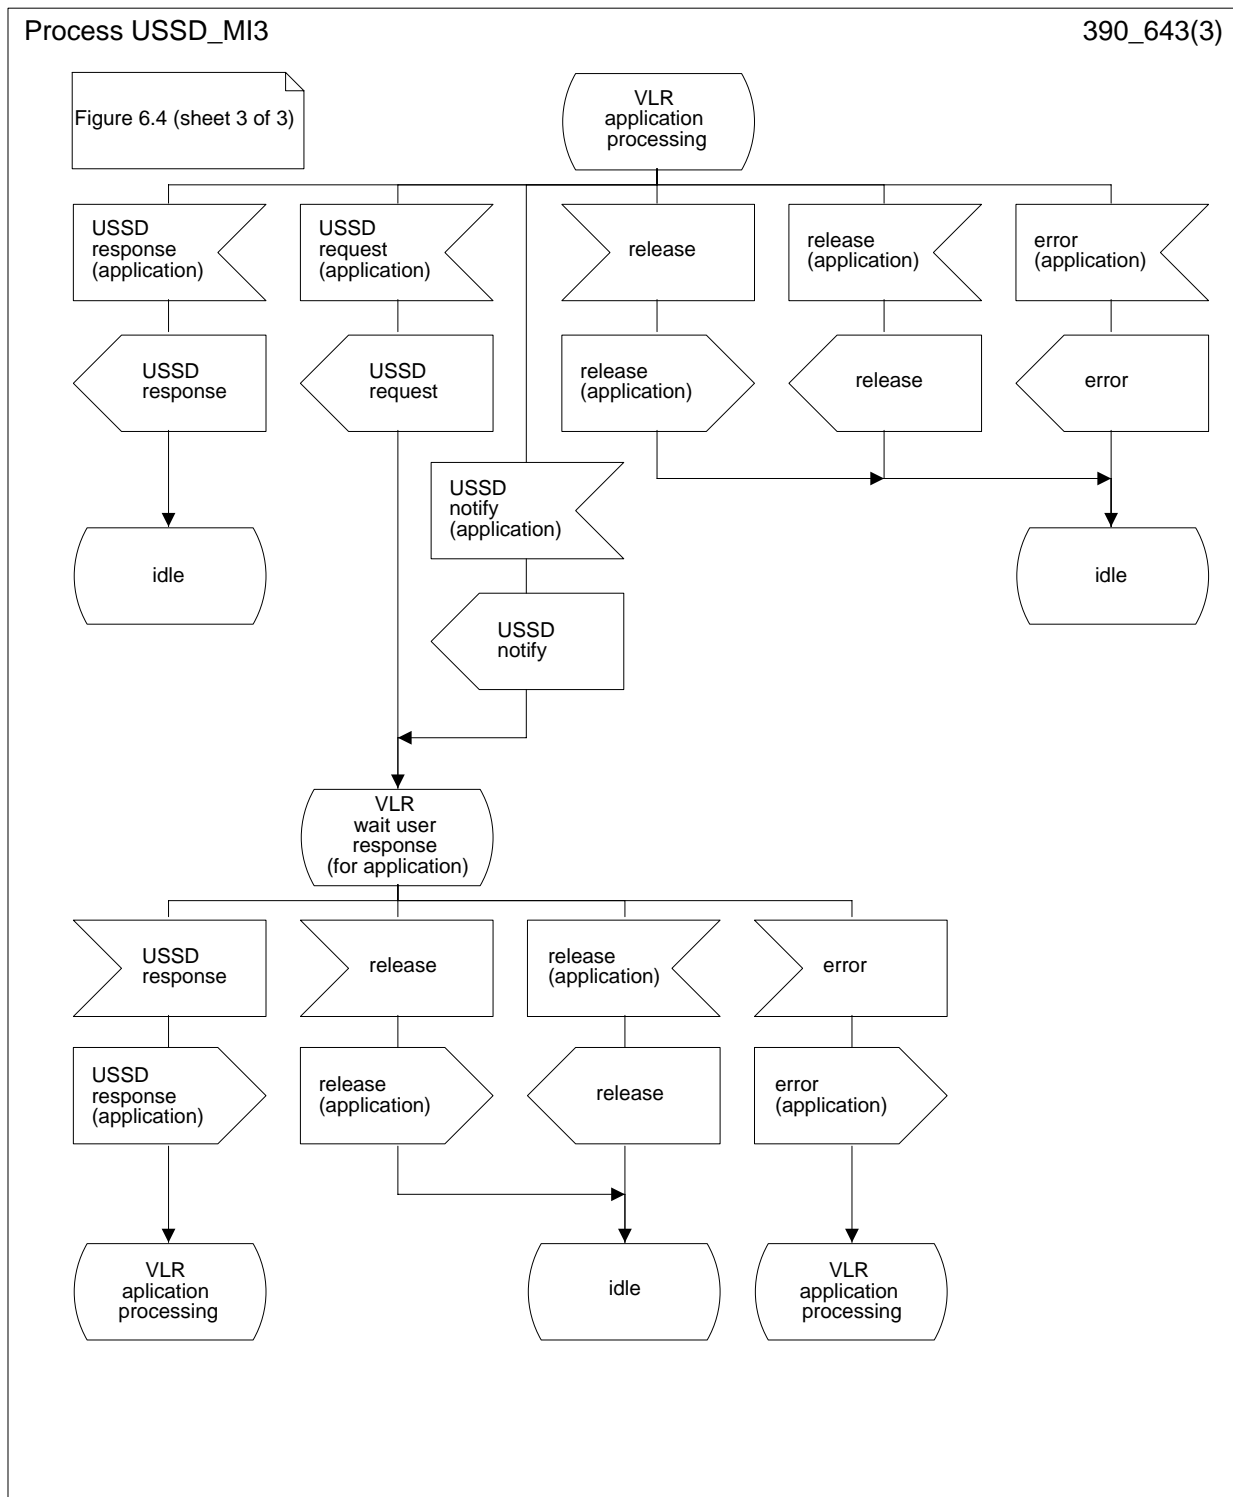 Process USSD_MI3
390_643(3)
Figure 6.4 (sheet 3 of 3)
VLR
application
processing
USSD
response
(application)
USSD
request
(application)
release
release
(application)
error
(application)
USSD
response
USSD
request
release
(application)
release
error
USSD
notify
(application)
idle
idle
USSD
notify
VLR
wait user
response
(for application)
USSD
response
release
release
(application)
error
USSD
response
(application)
release
(application)
release
error
(application)
VLR
aplication
processing
idle
VLR
application
processing